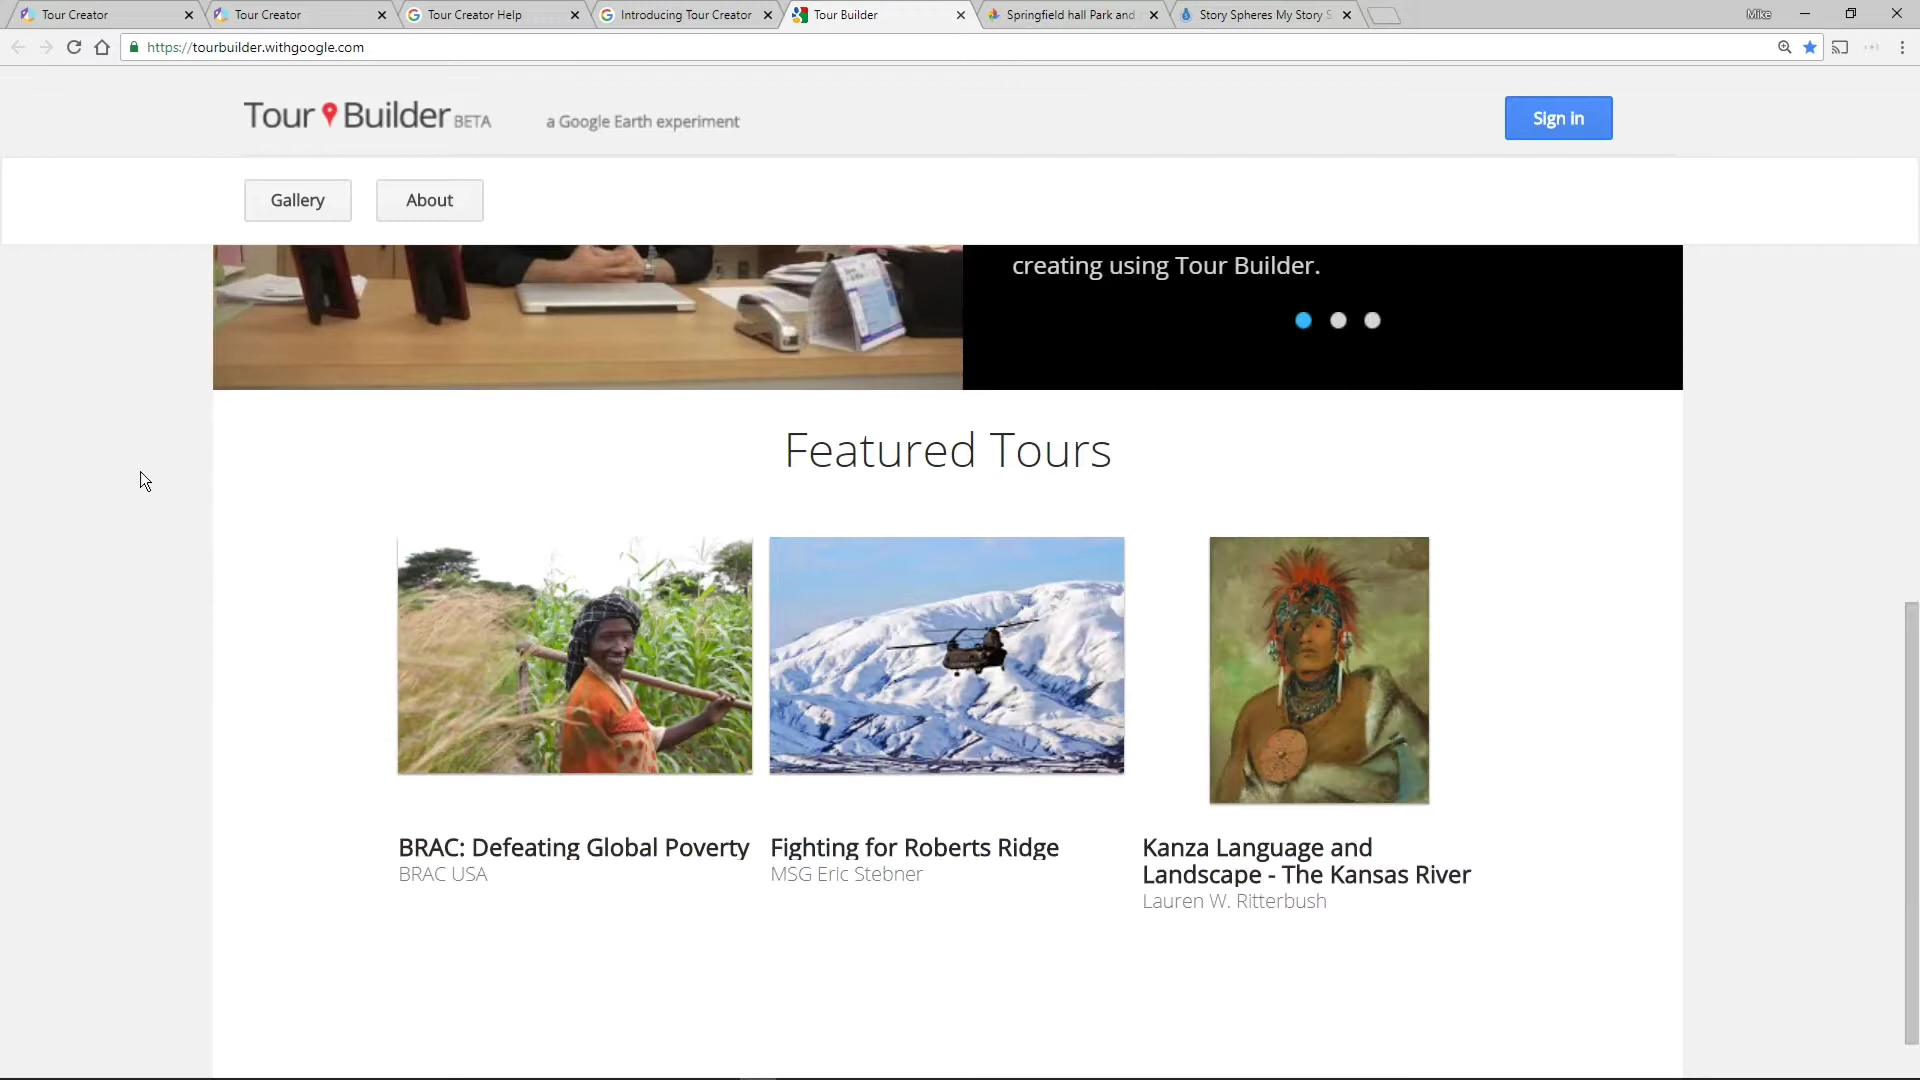 Tour Creator
Tour Creator
Tour Creator Help
Introducing Tour Creator
Tour Builder
Springfield hall Park and
Story Spheres My Story S
Mike
https://tourbuilder.withgoogle.com
Tour Builder BETA
a Google Earth experiment
Sign in
Gallery
About
creating using Tour Builder.
Featured Tours
BRAC: Defeating Global Poverty
BRAC USA
Fighting for Roberts Ridge
MSG Eric Stebner
Kanza Language and
Landscape - The Kansas River
Lauren W. Ritterbush